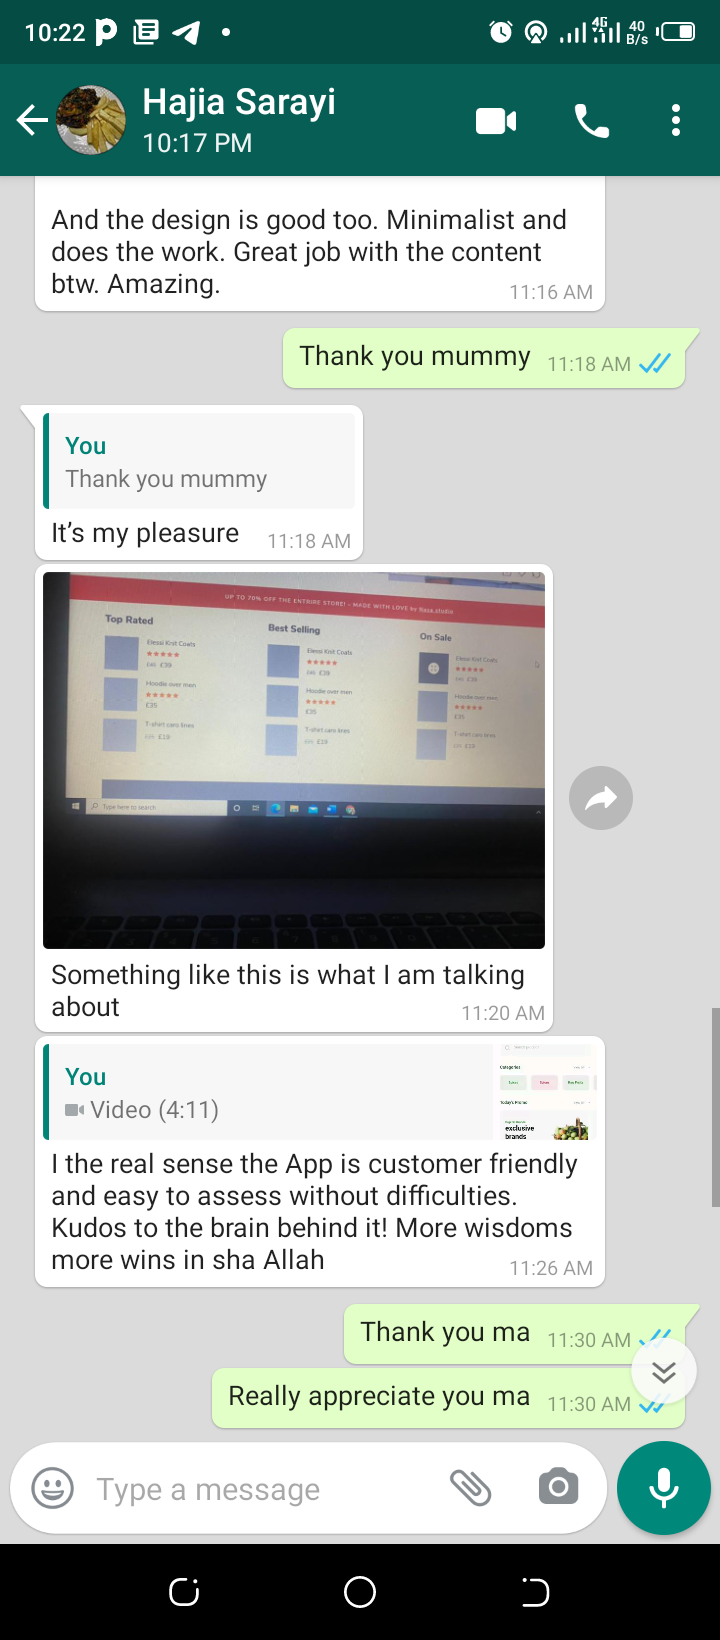 10:22
4G
40
B/s
Hajia Sarayi
10:17 PM
And the design is good too. Minimalist and
does the work. Great job with the content
btw. Amazing.
11:16 AM
Thank you mummy
11:18 AM
You
Thank you mummy
It's my pleasure
11:18 AM
UP TO 70% OFF THE ENTIRE STORE! - MADE WITH LOVE by Nasa.studio
Top Rated
Best Selling
On Sale
Elessi Knit Coats
Elessi Knit Coats
Elessi Knit Coats
£39
£39
£39
Hoodie over men
Hoodie over men
Hoodie over men
£35
£35
£35
T-shirt caro lines
T-shirt caro lines
T-shirt caro lines
£19
£19
£19
Type here to search
Something like this is what I am talking
about
11:20 AM
You
Video (4:11)
Categories
Today's Promo
exclusive
brands
I the real sense the App is customer friendly
and easy to assess without difficulties.
Kudos to the brain behind it! More wisdoms
more wins in sha Allah
11:26 AM
Thank you ma
11:30 AM
Really appreciate you ma
11:30 AM
Type a message